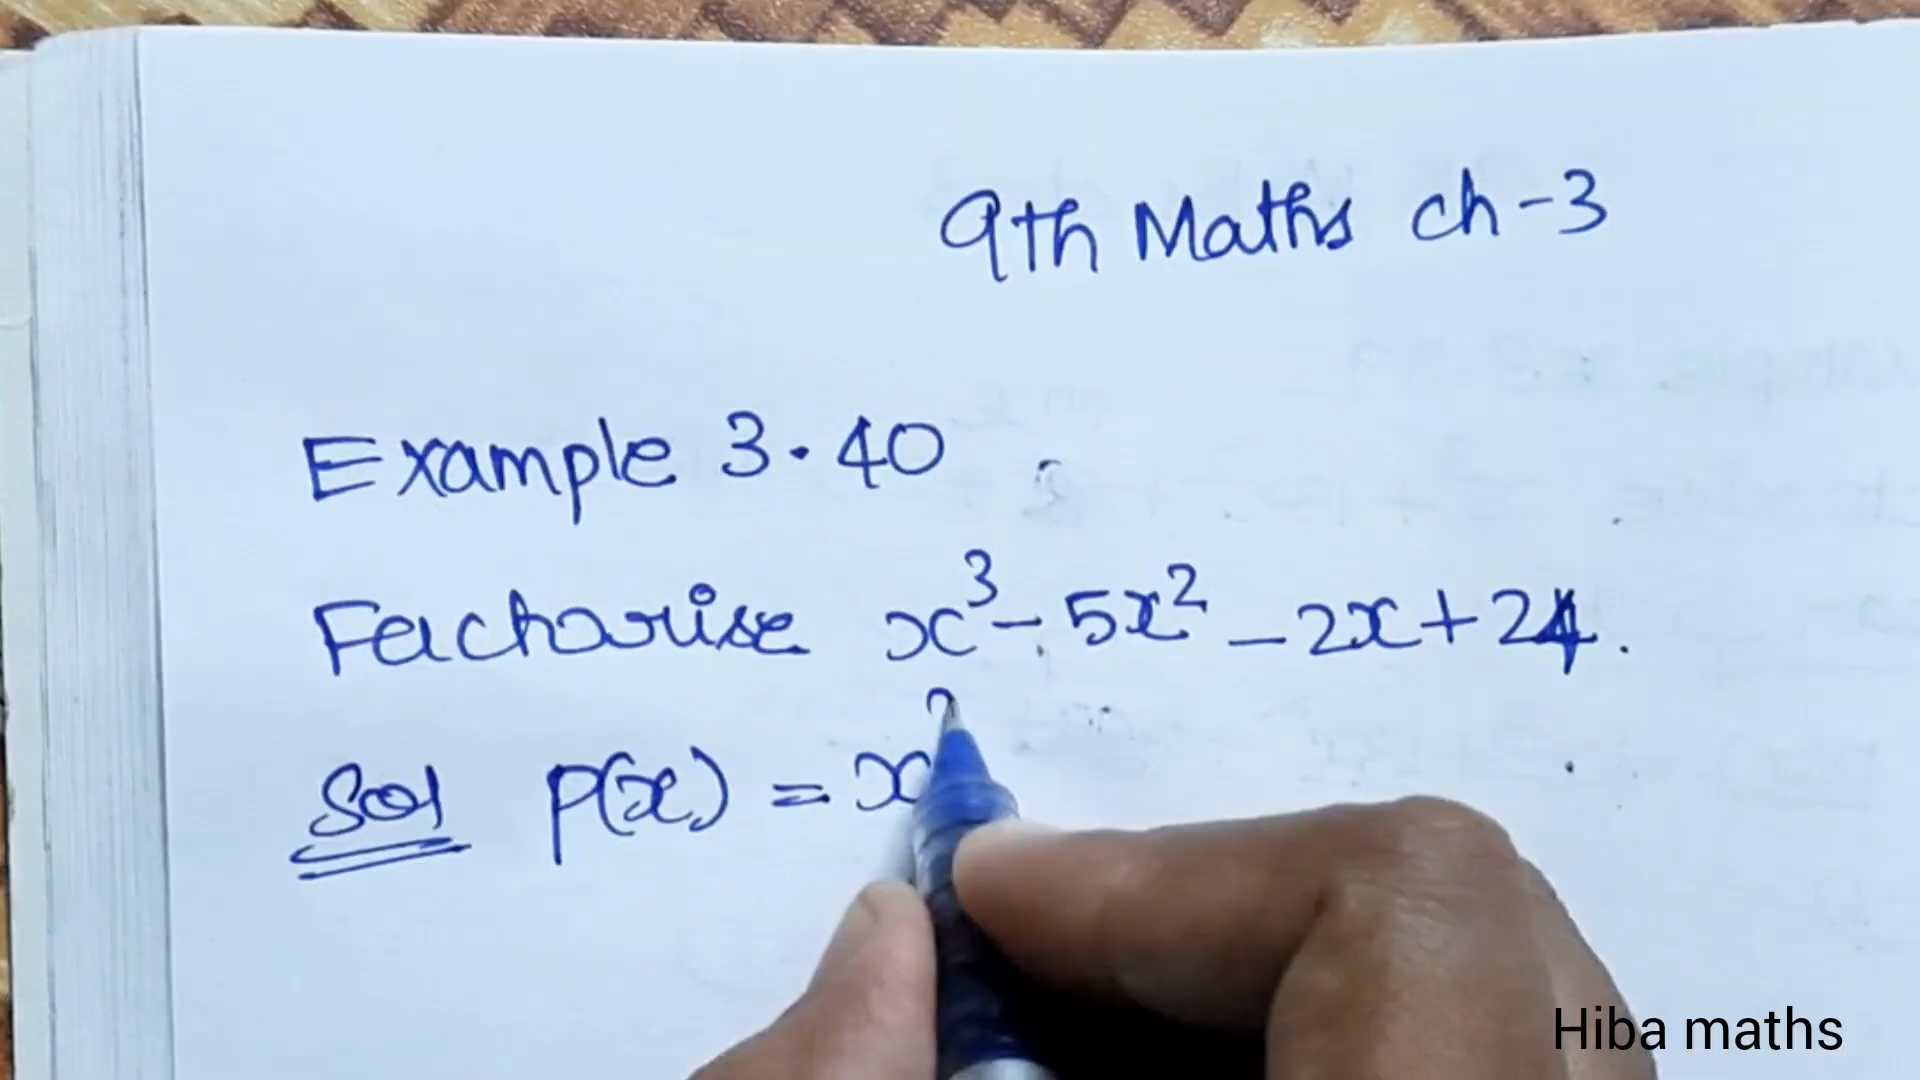 9th Maths ch-3
Example 3.40
Factorise x³ - 5x² - 2x + 24.
Sol p(x) = x
Hiba maths